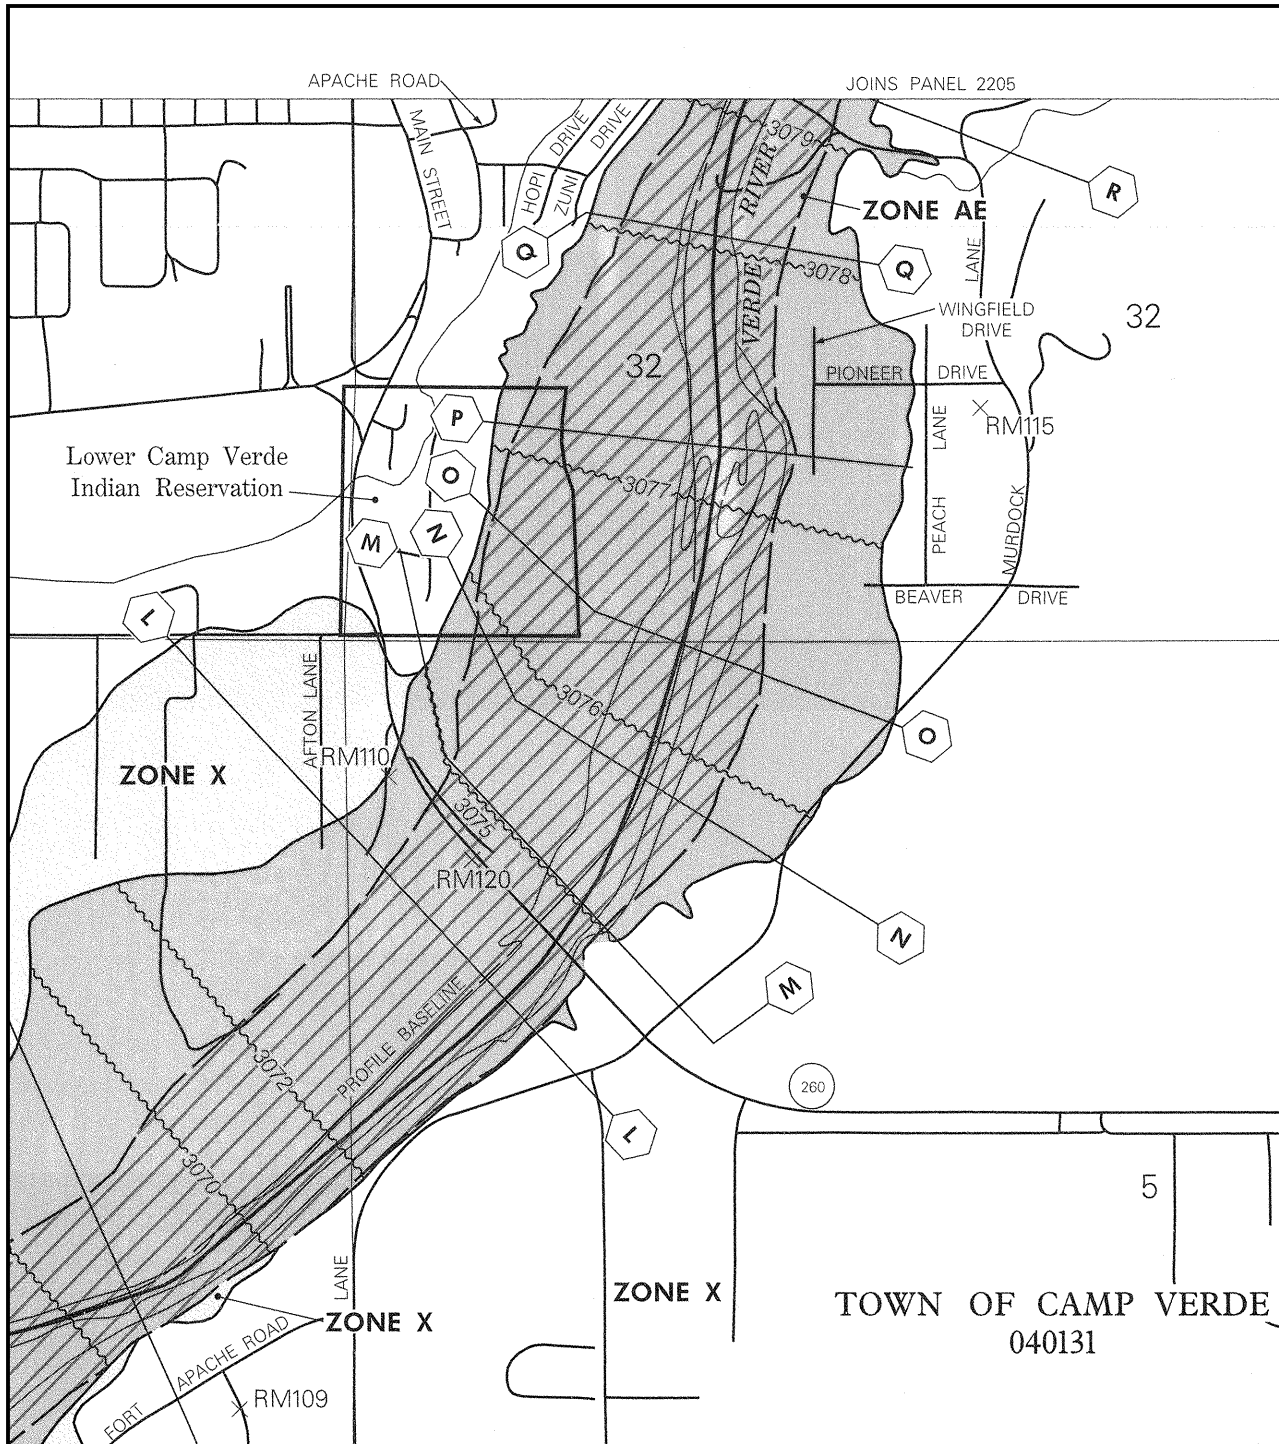 APACHE ROAD
JOINS PANEL 2205
MAIN STREET
HOPI DRIVE
ZUNI DRIVE
3079
RIVER
VERDE
R
ZONE AE
Q
Q
3078
LANE
WINGFIELD
DRIVE
32
32
PIONEER DRIVE
P
RM115
Lower Camp Verde
Indian Reservation
O
3077
PEACH LANE
MURDOCK
M
N
BEAVER DRIVE
L
AFTON LANE
3076
O
RM110
ZONE X
3075
RM120
N
M
PROFILE BASELINE
3072
260
L
3070
5
LANE
ZONE X
TOWN OF CAMP VERDE
040131
ZONE X
FORT APACHE ROAD
RM109